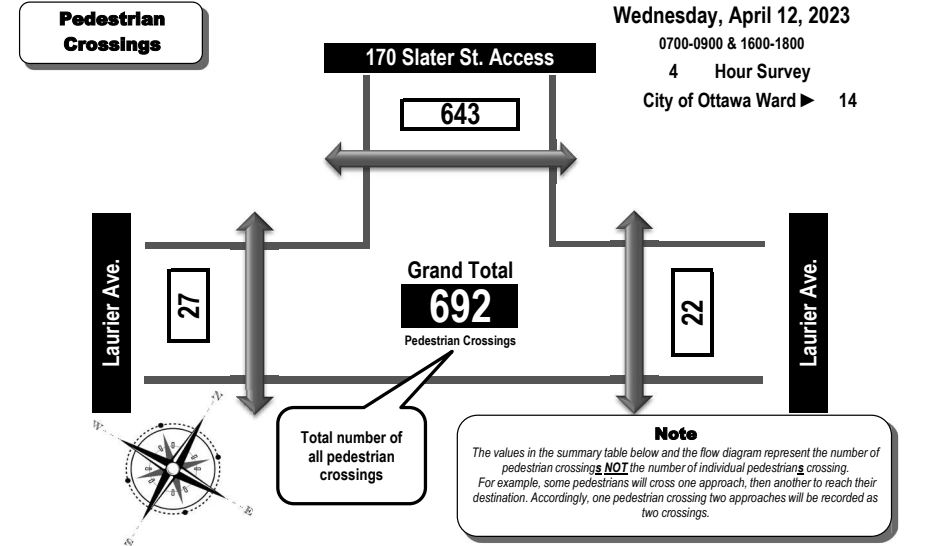 Pedestrian
Crossings
Wednesday, April 12, 2023
0700-0900 & 1600-1800
4 Hour Survey
City of Ottawa Ward ► 14
170 Slater St. Access
643
Laurier Ave.
27
Grand Total
692
Pedestrian Crossings
22
Laurier Ave.
Total number of
all pedestrian
crossings
N
W
E
S
Note
The values in the summary table below and the flow diagram represent the number of
pedestrian crossings NOT the number of individual pedestrians crossing.
For example, some pedestrians will cross one approach, then another to reach their
destination. Accordingly, one pedestrian crossing two approaches will be recorded as
two crossings.